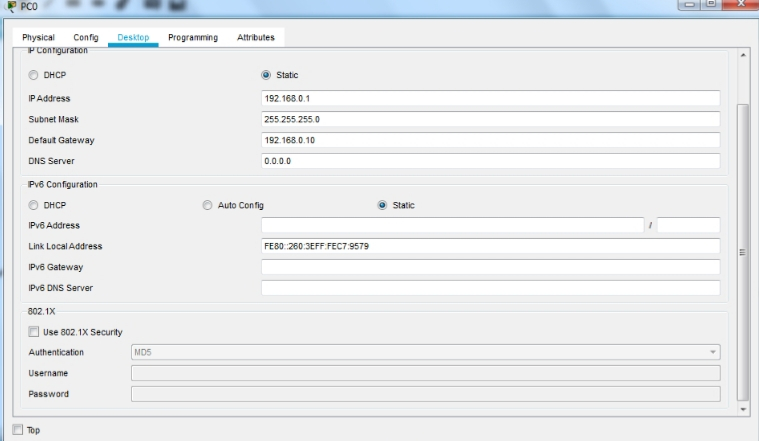 PC0
Physical Config Desktop Programming Attributes
IP Configuration
DHCP Static
IP Address 192.168.0.1
Subnet Mask 255.255.255.0
Default Gateway 192.168.0.10
DNS Server 0.0.0.0
IPv6 Configuration
DHCP Auto Config Static
IPv6 Address /
Link Local Address FE80::260:3EFF:FEC7:9579
IPv6 Gateway
IPv6 DNS Server
802.1X
Use 802.1X Security
Authentication MD5
Username
Password
Top